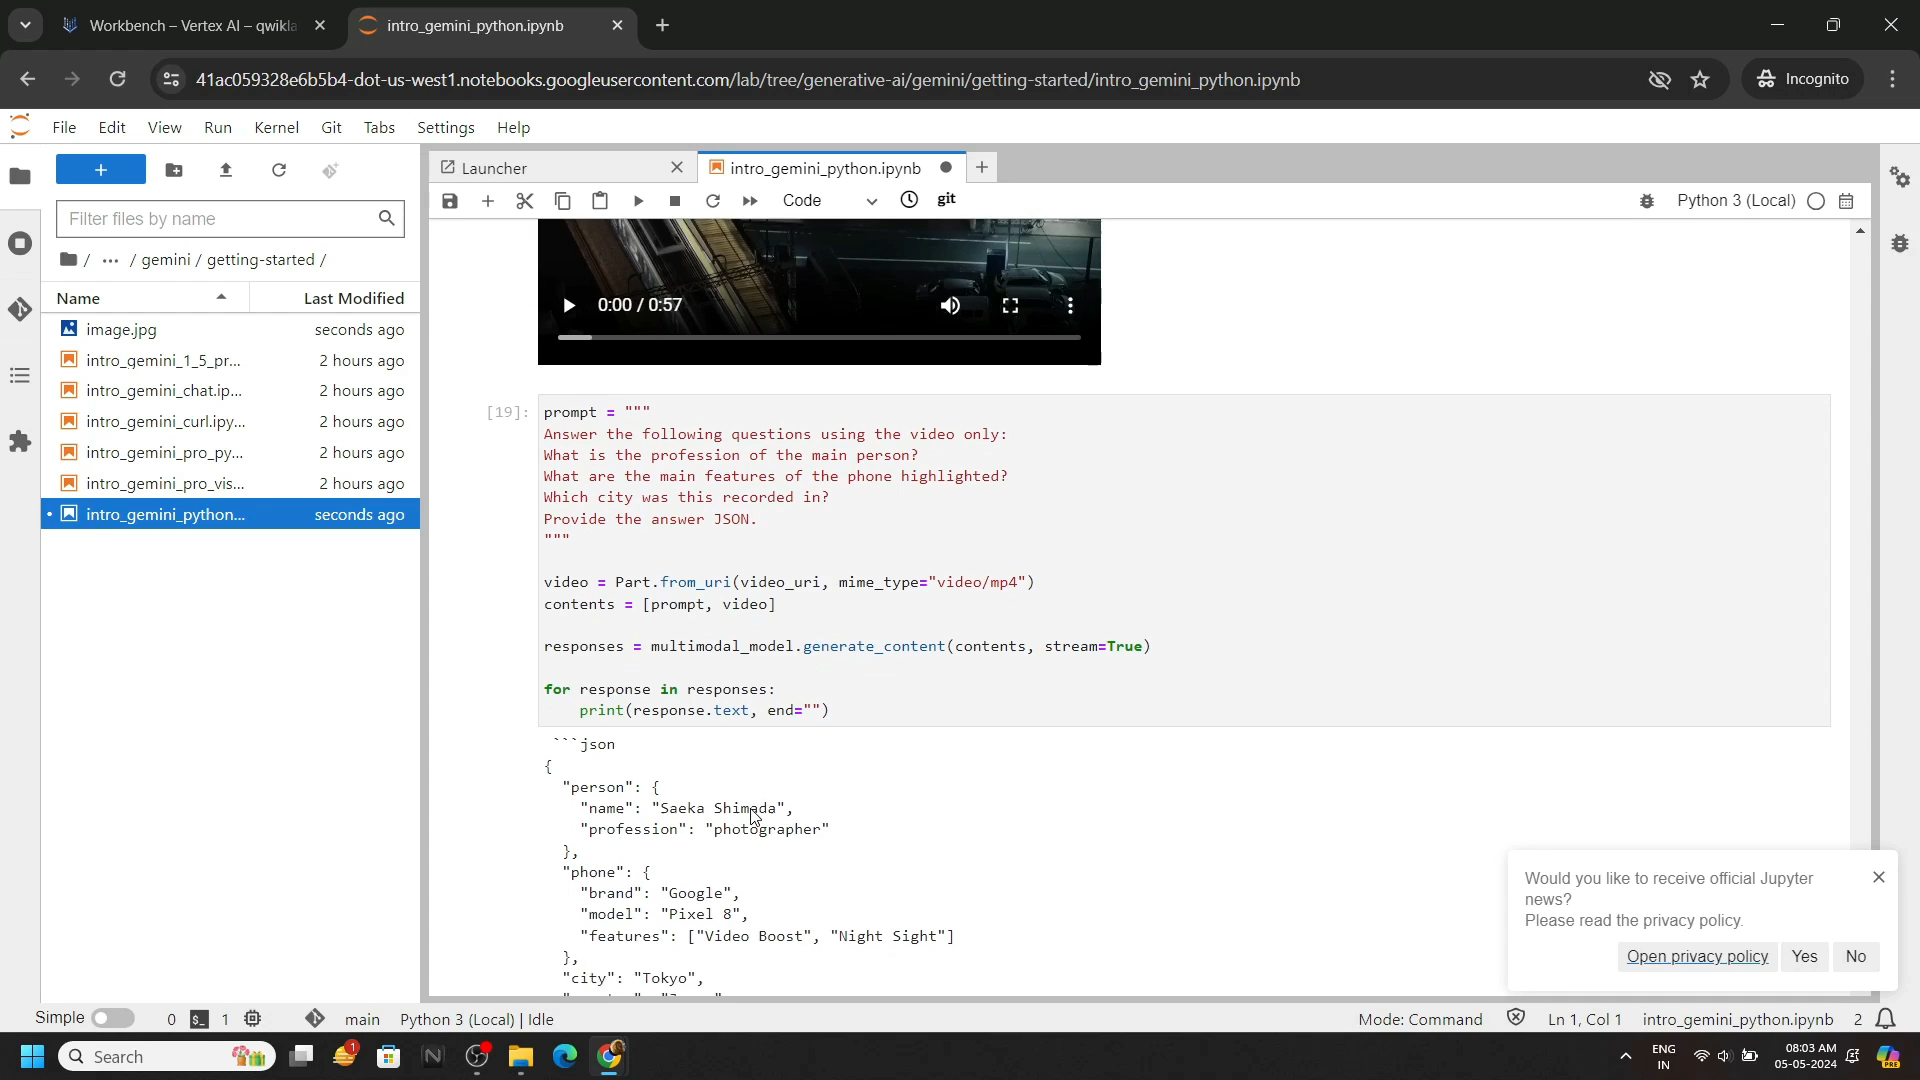 Workbench – Vertex AI – qwikla
intro_gemini_python.ipynb
41ac059328e6b5b4-dot-us-west1.notebooks.googleusercontent.com/lab/tree/generative-ai/gemini/getting-started/intro_gemini_python.ipynb
Incognito
File Edit View Run Kernel Git Tabs Settings Help
Launcher
intro_gemini_python.ipynb
Code
git
Python 3 (Local)
Filter files by name
/ ··· / gemini / getting-started /
Name Last Modified
image.jpg seconds ago
intro_gemini_1_5_pr... 2 hours ago
intro_gemini_chat.ip... 2 hours ago
intro_gemini_curl.ipy... 2 hours ago
intro_gemini_pro_py... 2 hours ago
intro_gemini_pro_vis... 2 hours ago
intro_gemini_python... seconds ago
0:00 / 0:57
[19]:
prompt = """
Answer the following questions using the video only:
What is the profession of the main person?
What are the main features of the phone highlighted?
Which city was this recorded in?
Provide the answer JSON.
"""
video = Part.from_uri(video_uri, mime_type="video/mp4")
contents = [prompt, video]
responses = multimodal_model.generate_content(contents, stream=True)
for response in responses:
print(response.text, end="")
```json
{
"person": {
"name": "Saeka Shimada",
"profession": "photographer"
},
"phone": {
"brand": "Google",
"model": "Pixel 8",
"features": ["Video Boost", "Night Sight"]
},
"city": "Tokyo",
Would you like to receive official Jupyter
news?
Please read the privacy policy.
Open privacy policy Yes No
Simple 0 1 main Python 3 (Local) | Idle
Mode: Command Ln 1, Col 1 intro_gemini_python.ipynb 2
Search
1
ENG
IN
08:03 AM
05-05-2024
PRE